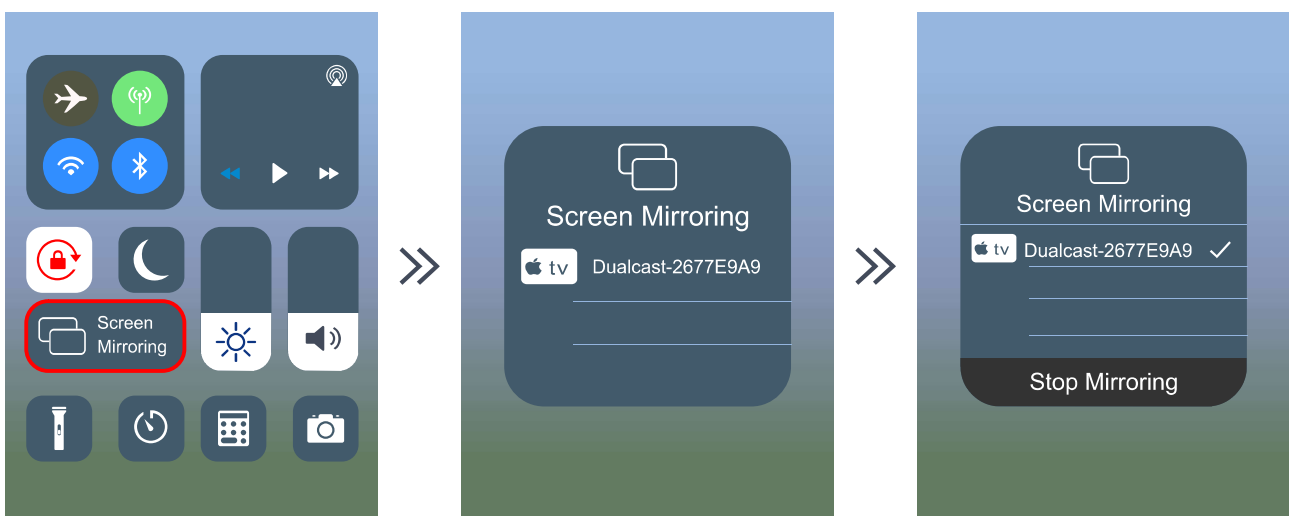 Screen
Mirroring
Screen Mirroring
tv Dualcast-2677E9A9
Screen Mirroring
tv Dualcast-2677E9A9
Stop Mirroring